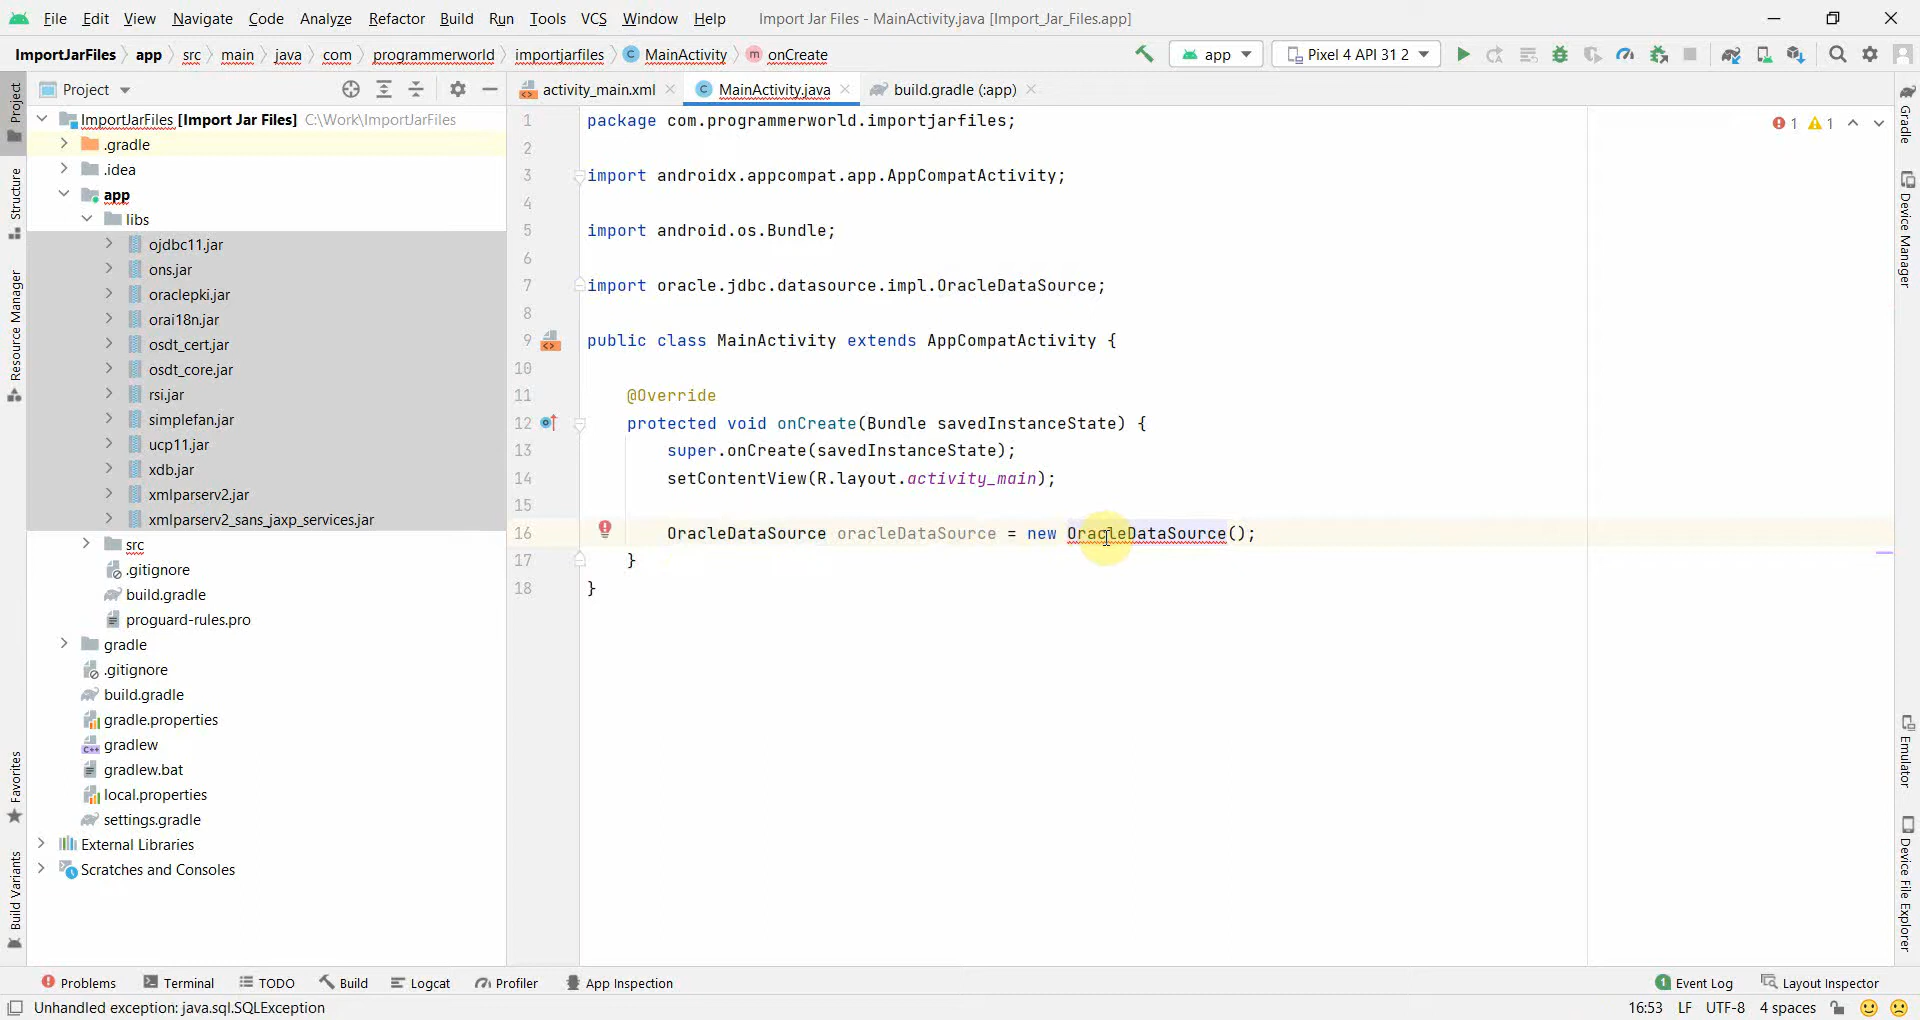 File Edit View Navigate Code Analyze Refactor Build Run Tools VCS Window Help Import Jar Files - MainActivity.java [Import_Jar_Files.app]
ImportJarFiles app src main java com programmerworld importjarfiles C MainActivity m onCreate app Pixel 4 API 31 2
Project
activity_main.xml C MainActivity.java build.gradle (:app)
ImportJarFiles [Import Jar Files] C:\Work\ImportJarFiles
.gradle
.idea
app
libs
ojdbc11.jar
ons.jar
oraclepki.jar
orai18n.jar
osdt_cert.jar
osdt_core.jar
rsi.jar
simplefan.jar
ucp11.jar
xdb.jar
xmlparserv2.jar
xmlparserv2_sans_jaxp_services.jar
src
.gitignore
build.gradle
proguard-rules.pro
gradle
.gitignore
build.gradle
gradle.properties
gradlew
gradlew.bat
local.properties
settings.gradle
External Libraries
Scratches and Consoles
1 package com.programmerworld.importjarfiles;
2
3 import androidx.appcompat.app.AppCompatActivity;
4
5 import android.os.Bundle;
6
7 import oracle.jdbc.datasource.impl.OracleDataSource;
8
9 public class MainActivity extends AppCompatActivity {
10
11 @Override
12 protected void onCreate(Bundle savedInstanceState) {
13 super.onCreate(savedInstanceState);
14 setContentView(R.layout.activity_main);
15
16 OracleDataSource oracleDataSource = new OracleDataSource();
17 }
18 }
1 1
Project
Structure
Resource Manager
Favorites
Build Variants
Gradle
Device Manager
Emulator
Device File Explorer
Problems Terminal TODO Build Logcat Profiler App Inspection 1 Event Log Layout Inspector
Unhandled exception: java.sql.SQLException 16:53 LF UTF-8 4 spaces